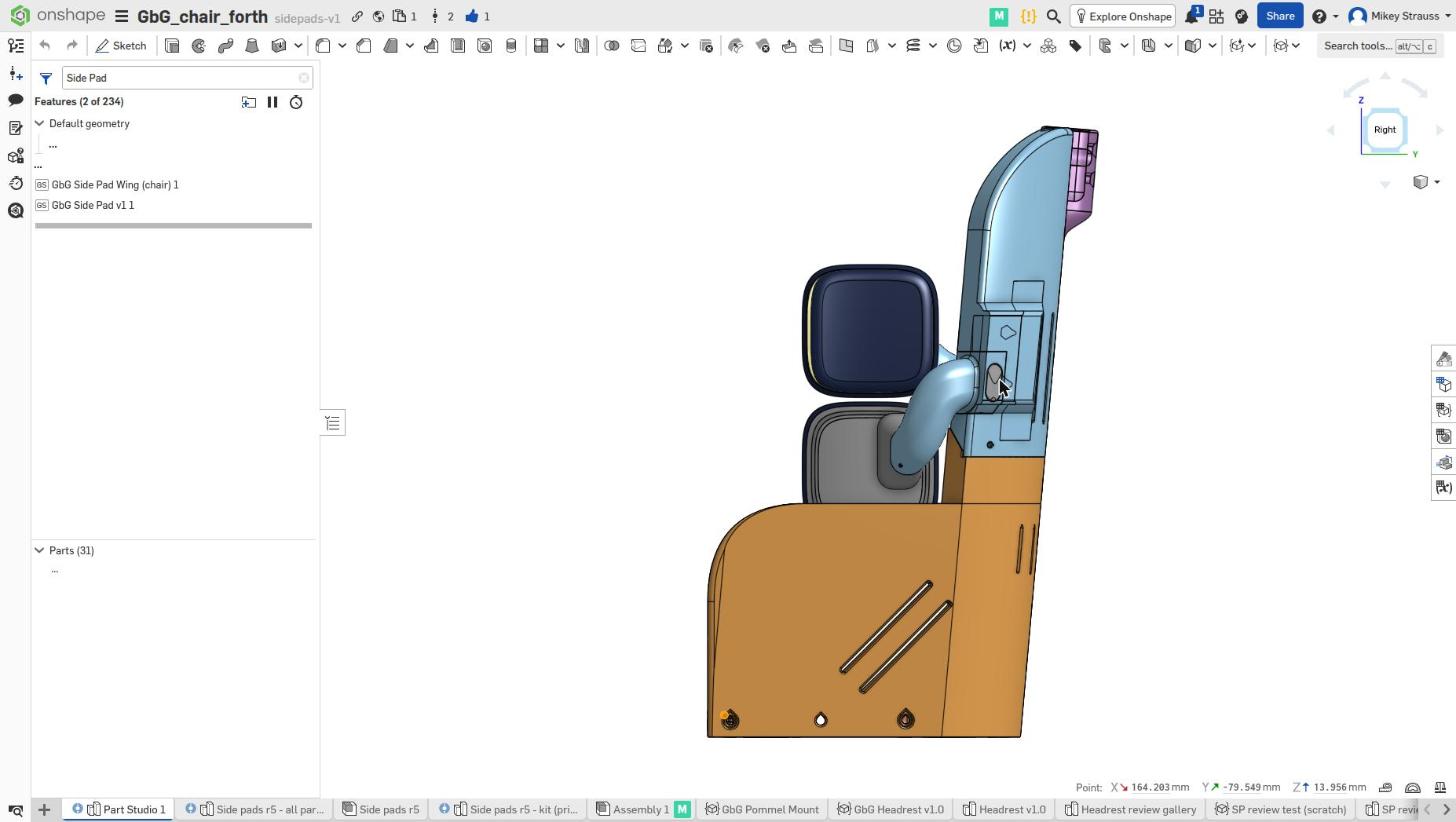 onshape GbG_chair_forth sidepads-v1 1 2 1 M {!} Explore Onshape 1 Share Mikey Strauss
Sketch (x) Search tools... alt/⌥ c
Side Pad
Features (2 of 234)
Default geometry
...
...
GS GbG Side Pad Wing (chair) 1
GS GbG Side Pad v1 1
Parts (31)
...
Z
Right
Y
(x)
Point: X 164.203 mm Y -79.549 mm Z 13.956 mm
Part Studio 1 Side pads r5 - all par... Side pads r5 Side pads r5 - kit (pri... Assembly 1 M GbG Pommel Mount GbG Headrest v1.0 Headrest v1.0 Headrest review gallery SP review test (scratch) SP revi